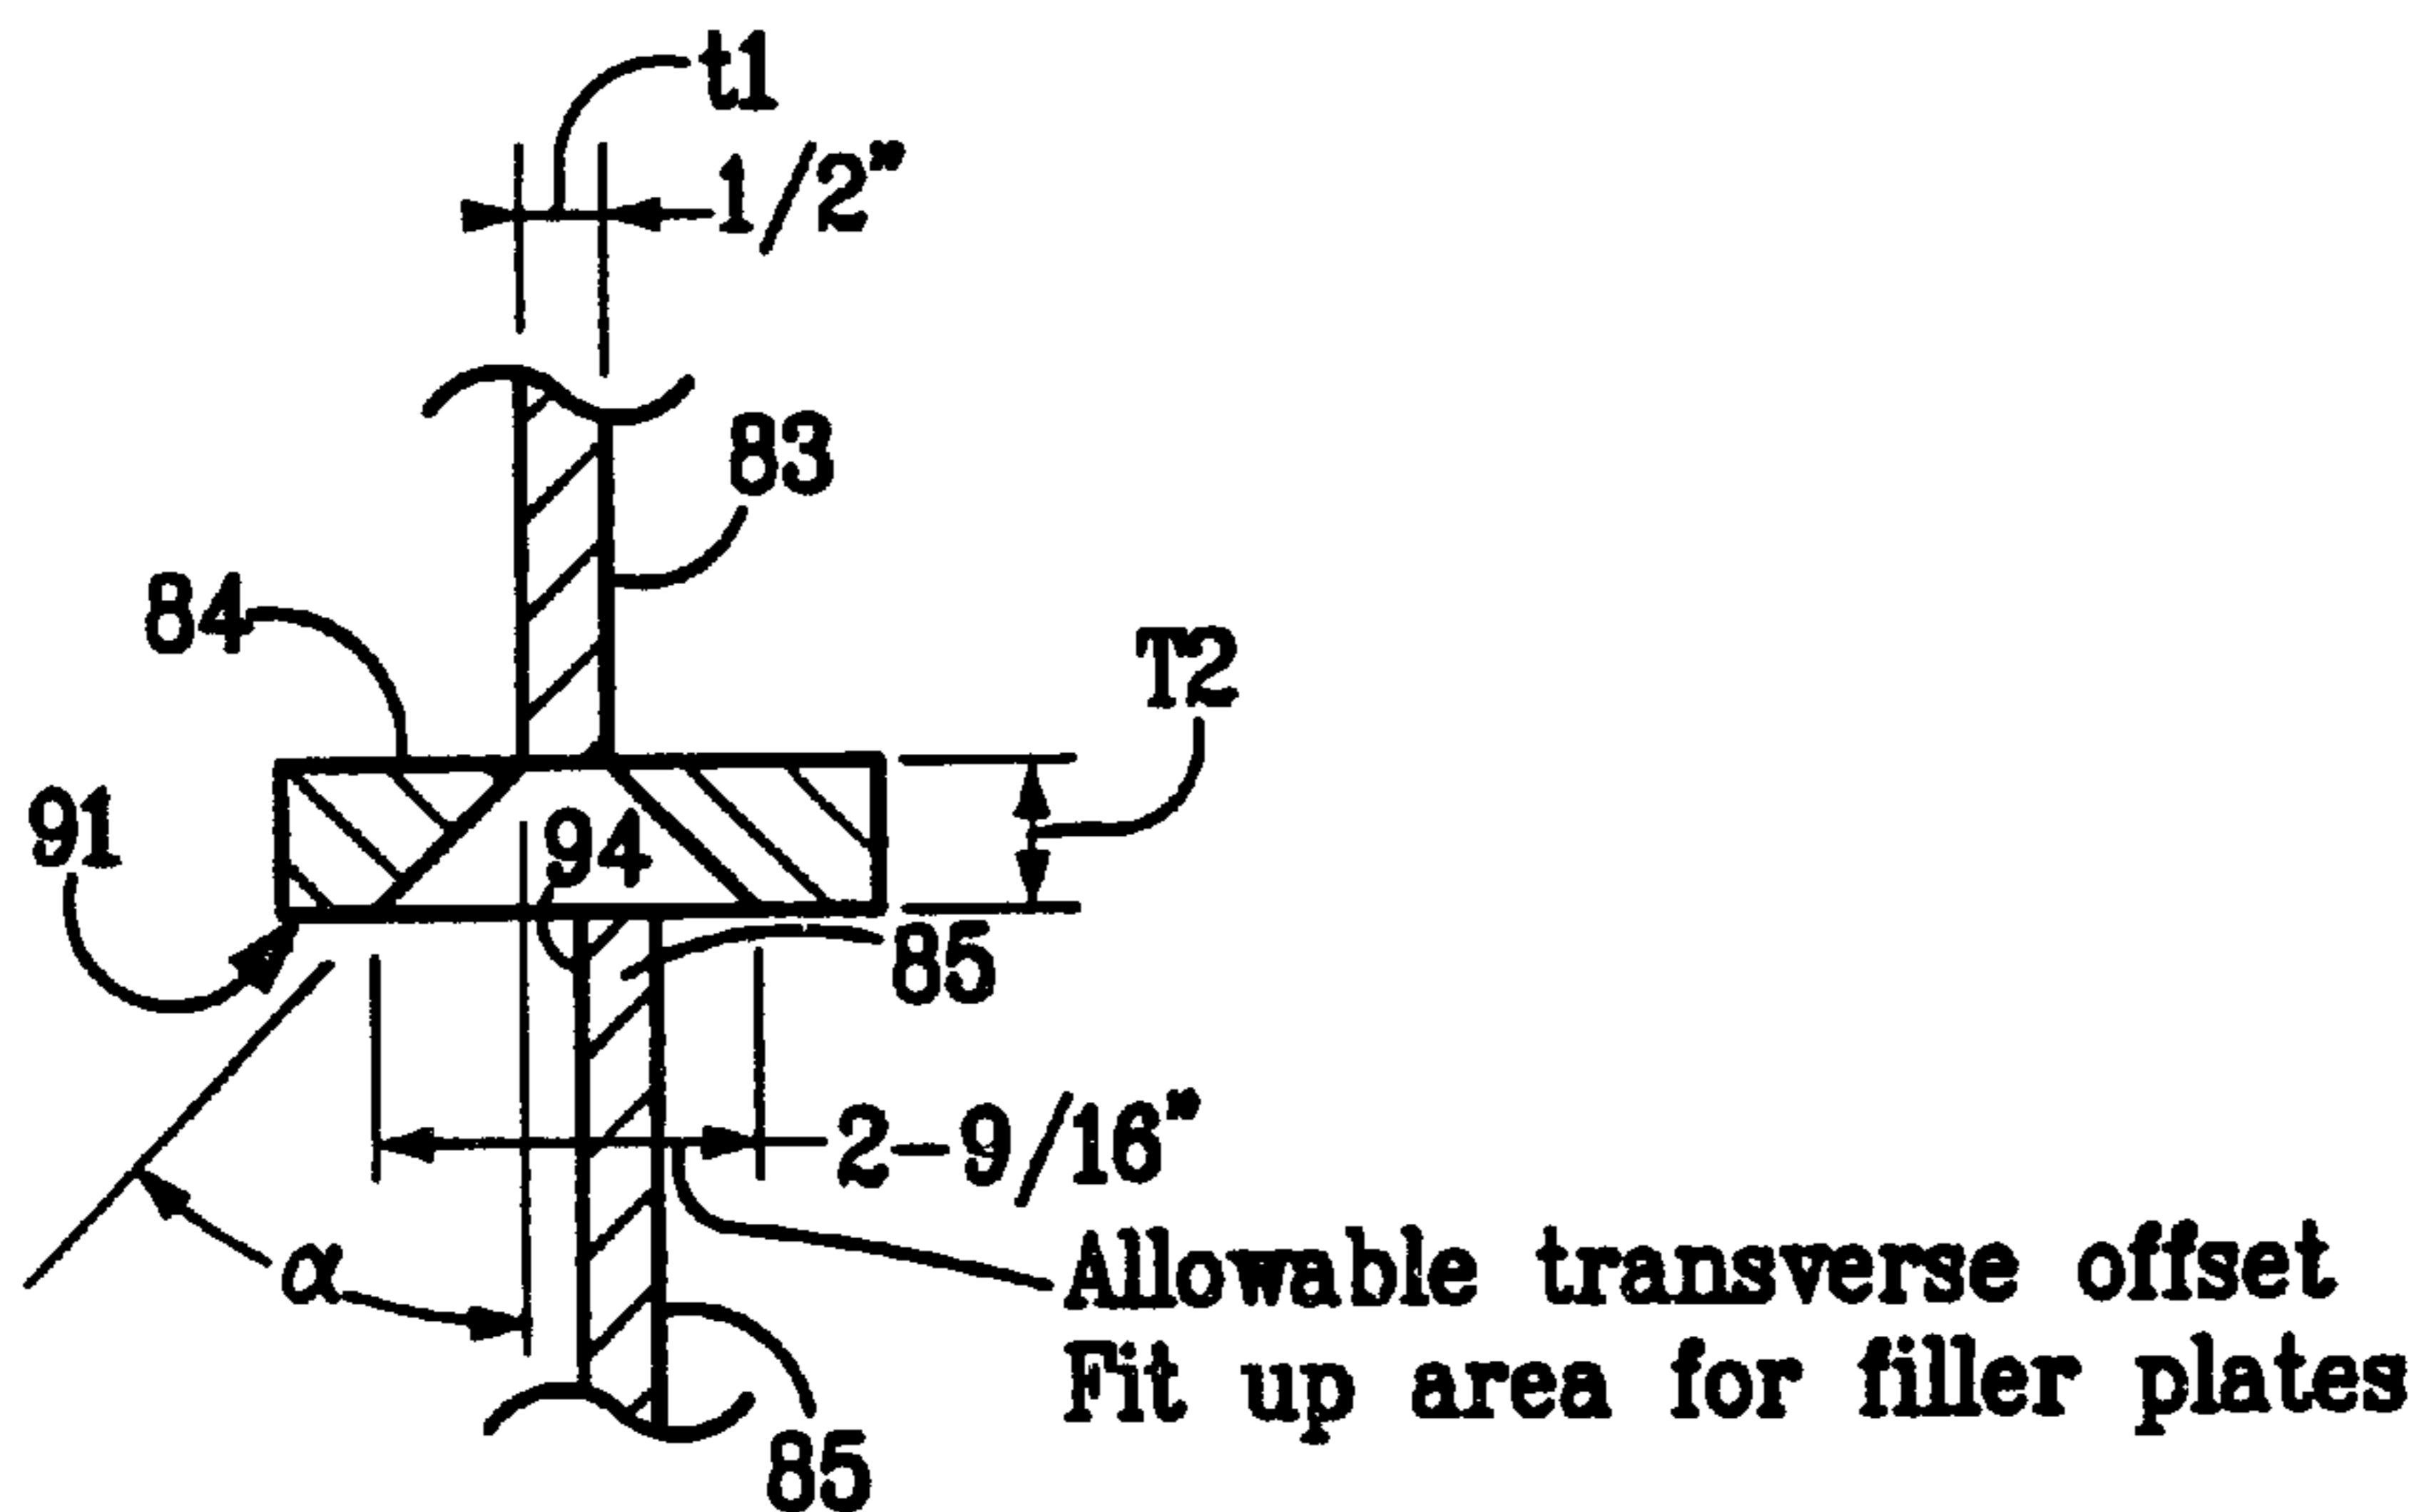 t1
1/2"
83
84
T2
91
94
85
2-9/16"
α
Allowable transverse offset
Fit up area for filler plates
85